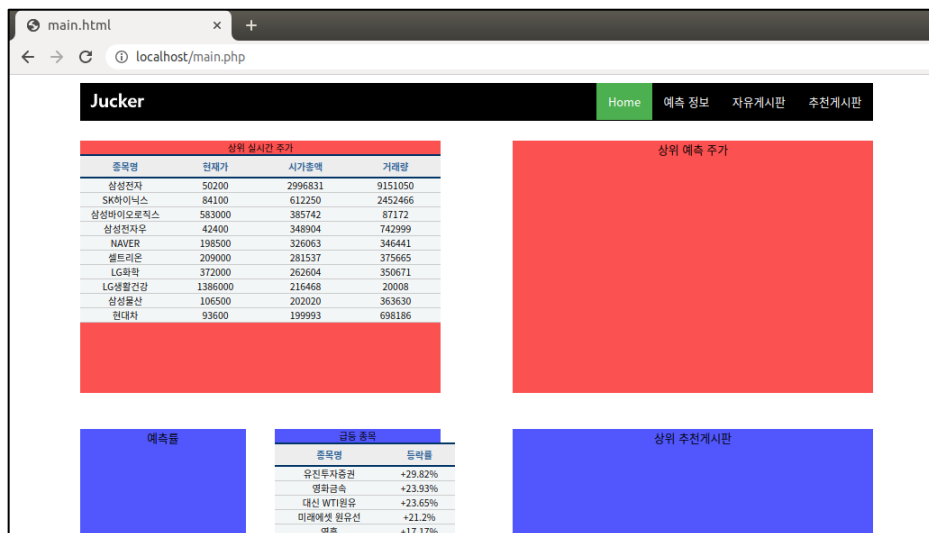 main.html
localhost/main.php
Jucker
Home 예측 정보 자유게시판 추천게시판
상위 실시간 주가
종목명 현재가 시가총액 거래량
삼성전자 50200 2996831 9151050
SK하이닉스 84100 612250 2452466
삼성바이오로직스 583000 385742 87172
삼성전자우 42400 348904 742999
NAVER 198500 326063 346441
셀트리온 209000 281537 375665
LG화학 372000 262604 350671
LG생활건강 1386000 216468 20008
삼성물산 106500 202020 363630
현대차 93600 199993 698186
상위 예측 주가
예측률
급등 종목
종목명 등락률
유진투자증권 +29.82%
영화금속 +23.93%
대신 WTI원유 +23.65%
미래에셋 원유선 +21.2%
+17.17%
상위 추천게시판